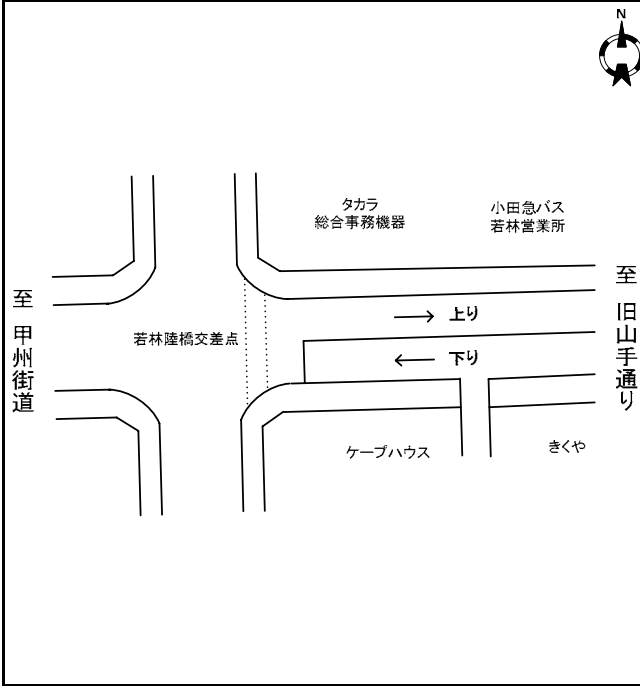 N
タカラ
総合事務機器
小田急バス
若林営業所
至 甲州街道
至 旧山手通り
若林陸橋交差点
→ 上り
← 下り
ケープハウス
きくや